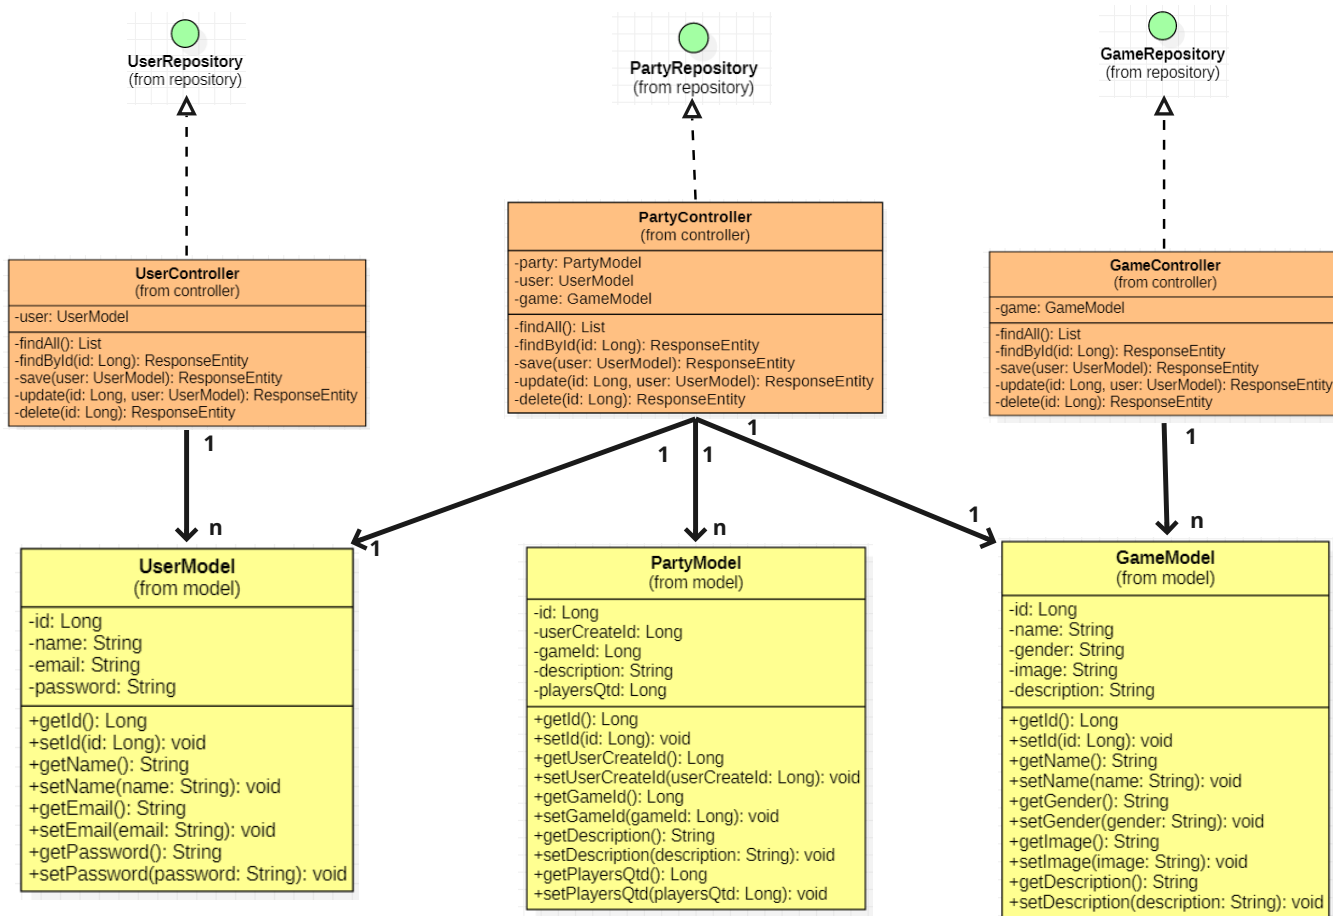 UserRepository
(from repository)
PartyRepository
(from repository)
GameRepository
(from repository)
UserController
(from controller)
-user: UserModel
-findAll(): List
-findById(id: Long): ResponseEntity
-save(user: UserModel): ResponseEntity
-update(id: Long, user: UserModel): ResponseEntity
-delete(id: Long): ResponseEntity
PartyController
(from controller)
-party: PartyModel
-user: UserModel
-game: GameModel
-findAll(): List
-findById(id: Long): ResponseEntity
-save(user: UserModel): ResponseEntity
-update(id: Long, user: UserModel): ResponseEntity
-delete(id: Long): ResponseEntity
GameController
(from controller)
-game: GameModel
-findAll(): List
-findById(id: Long): ResponseEntity
-save(user: UserModel): ResponseEntity
-update(id: Long, user: UserModel): ResponseEntity
-delete(id: Long): ResponseEntity
1
n
1
1
1
1
n
1
1
n
UserModel
(from model)
-id: Long
-name: String
-email: String
-password: String
+getId(): Long
+setId(id: Long): void
+getName(): String
+setName(name: String): void
+getEmail(): String
+setEmail(email: String): void
+getPassword(): String
+setPassword(password: String): void
PartyModel
(from model)
-id: Long
-userCreateId: Long
-gameId: Long
-description: String
-playersQtd: Long
+getId(): Long
+setId(id: Long): void
+getUserCreateId(): Long
+setUserCreateId(userCreateId: Long): void
+getGameId(): Long
+setGameId(gameId: Long): void
+getDescription(): String
+setDescription(description: String): void
+getPlayersQtd(): Long
+setPlayersQtd(playersQtd: Long): void
GameModel
(from model)
-id: Long
-name: String
-gender: String
-image: String
-description: String
+getId(): Long
+setId(id: Long): void
+getName(): String
+setName(name: String): void
+getGender(): String
+setGender(gender: String): void
+getImage(): String
+setImage(image: String): void
+getDescription(): String
+setDescription(description: String): void